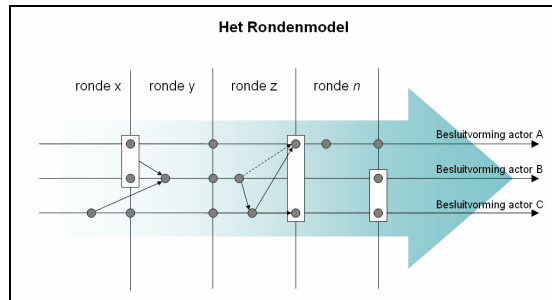 Het Rondenmodel
ronde x
ronde y
ronde z
ronde n
Besluitvorming actor A
Besluitvorming actor B
Besluitvorming actor C